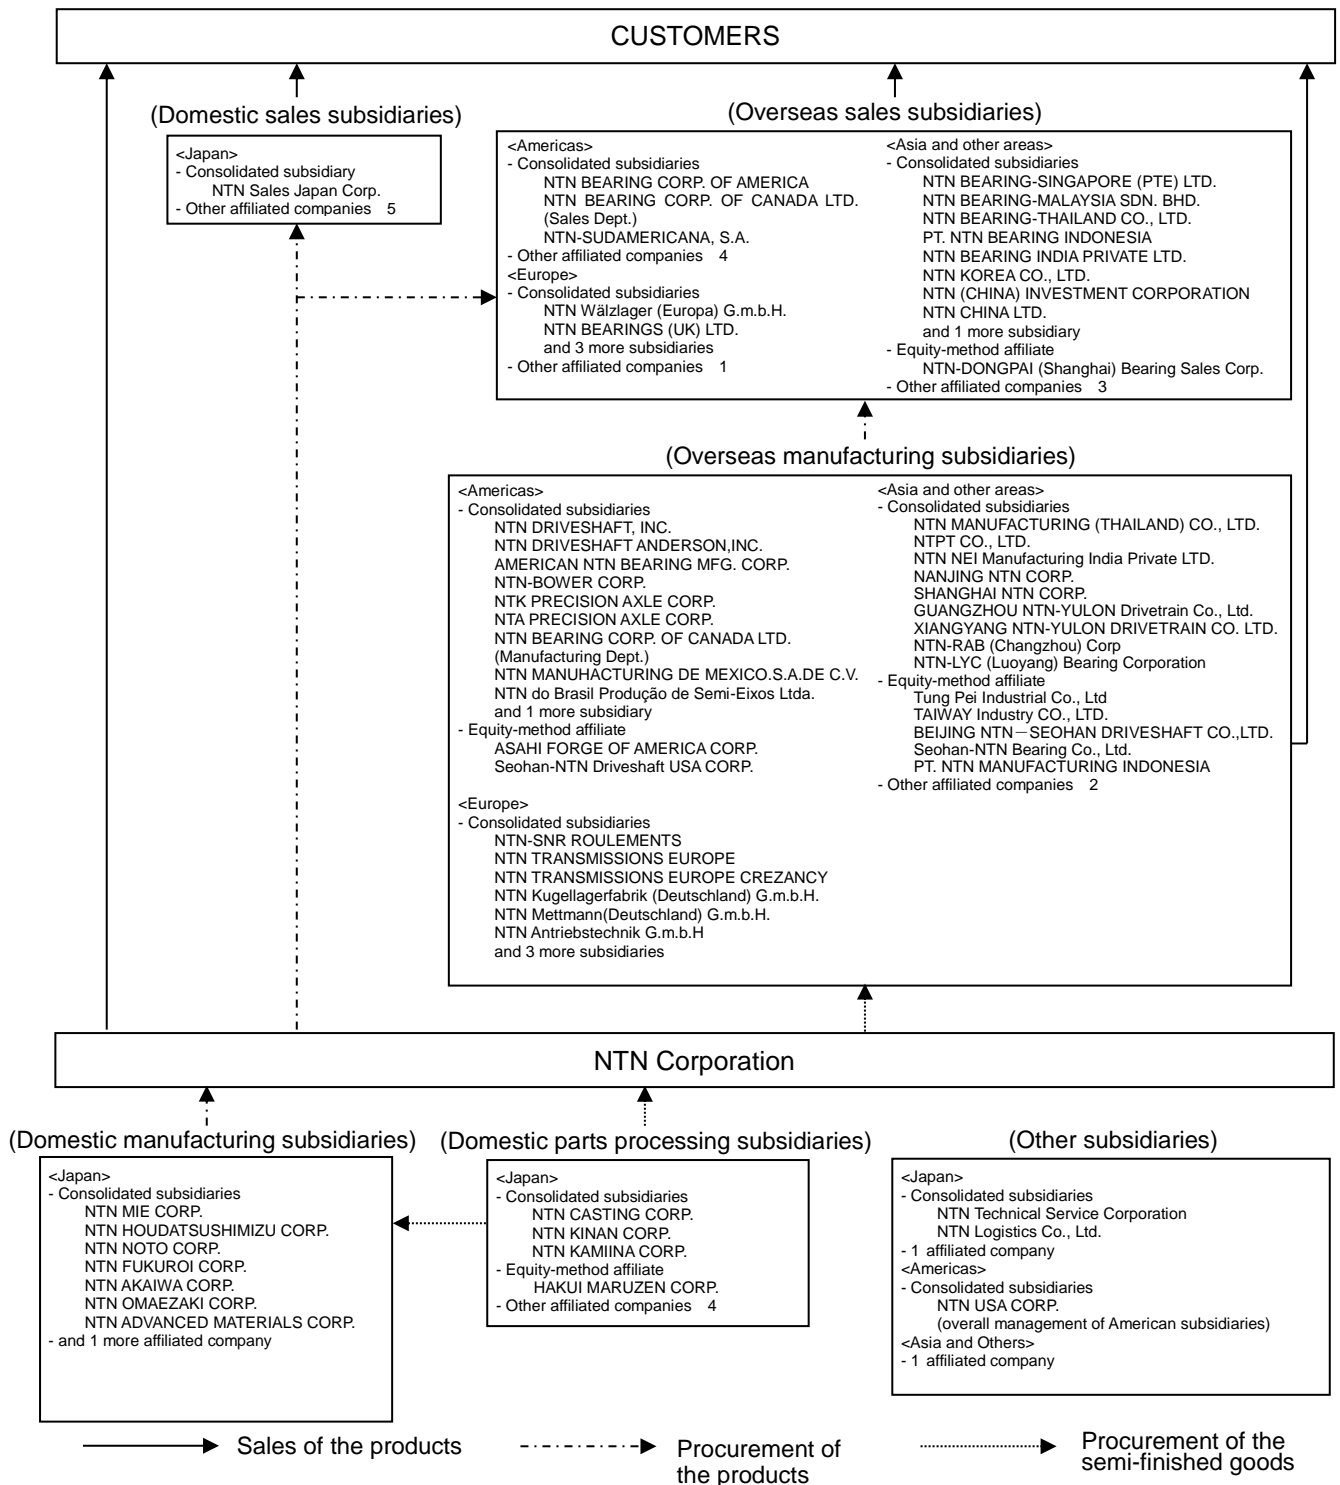 CUSTOMERS
(Domestic sales subsidiaries)
<Japan>
- Consolidated subsidiary
NTN Sales Japan Corp.
- Other affiliated companies 5
(Overseas sales subsidiaries)
<Americas>
- Consolidated subsidiaries
NTN BEARING CORP. OF AMERICA
NTN BEARING CORP. OF CANADA LTD.
(Sales Dept.)
NTN-SUDAMERICANA, S.A.
- Other affiliated companies 4
<Europe>
- Consolidated subsidiaries
NTN Wälzlager (Europa) G.m.b.H.
NTN BEARINGS (UK) LTD.
and 3 more subsidiaries
- Other affiliated companies 1
<Asia and other areas>
- Consolidated subsidiaries
NTN BEARING-SINGAPORE (PTE) LTD.
NTN BEARING-MALAYSIA SDN. BHD.
NTN BEARING-THAILAND CO., LTD.
PT. NTN BEARING INDONESIA
NTN BEARING INDIA PRIVATE LTD.
NTN KOREA CO., LTD.
NTN (CHINA) INVESTMENT CORPORATION
NTN CHINA LTD.
and 1 more subsidiary
- Equity-method affiliate
NTN-DONGPAI (Shanghai) Bearing Sales Corp.
- Other affiliated companies 3
(Overseas manufacturing subsidiaries)
<Americas>
- Consolidated subsidiaries
NTN DRIVESHAFT, INC.
NTN DRIVESHAFT ANDERSON,INC.
AMERICAN NTN BEARING MFG. CORP.
NTN-BOWER CORP.
NTK PRECISION AXLE CORP.
NTA PRECISION AXLE CORP.
NTN BEARING CORP. OF CANADA LTD.
(Manufacturing Dept.)
NTN MANUHACTURING DE MEXICO.S.A.DE C.V.
NTN do Brasil Produção de Semi-Eixos Ltda.
and 1 more subsidiary
- Equity-method affiliate
ASAHI FORGE OF AMERICA CORP.
Seohan-NTN Driveshaft USA CORP.
<Europe>
- Consolidated subsidiaries
NTN-SNR ROULEMENTS
NTN TRANSMISSIONS EUROPE
NTN TRANSMISSIONS EUROPE CREZANCY
NTN Kugellagerfabrik (Deutschland) G.m.b.H.
NTN Mettmann(Deutschland) G.m.b.H.
NTN Antriebstechnik G.m.b.H
and 3 more subsidiaries
<Asia and other areas>
- Consolidated subsidiaries
NTN MANUFACTURING (THAILAND) CO., LTD.
NTPT CO., LTD.
NTN NEI Manufacturing India Private LTD.
NANJING NTN CORP.
SHANGHAI NTN CORP.
GUANGZHOU NTN-YULON Drivetrain Co., Ltd.
XIANGYANG NTN-YULON DRIVETRAIN CO. LTD.
NTN-RAB (Changzhou) Corp
NTN-LYC (Luoyang) Bearing Corporation
- Equity-method affiliate
Tung Pei Industrial Co., Ltd
TAIWAY Industry CO., LTD.
BEIJING NTN－SEOHAN DRIVESHAFT CO.,LTD.
Seohan-NTN Bearing Co., Ltd.
PT. NTN MANUFACTURING INDONESIA
- Other affiliated companies 2
NTN Corporation
(Domestic manufacturing subsidiaries)
<Japan>
- Consolidated subsidiaries
NTN MIE CORP.
NTN HOUDATSUSHIMIZU CORP.
NTN NOTO CORP.
NTN FUKUROI CORP.
NTN AKAIWA CORP.
NTN OMAEZAKI CORP.
NTN ADVANCED MATERIALS CORP.
- and 1 more affiliated company
(Domestic parts processing subsidiaries)
<Japan>
- Consolidated subsidiaries
NTN CASTING CORP.
NTN KINAN CORP.
NTN KAMIINA CORP.
- Equity-method affiliate
HAKUI MARUZEN CORP.
- Other affiliated companies 4
(Other subsidiaries)
<Japan>
- Consolidated subsidiaries
NTN Technical Service Corporation
NTN Logistics Co., Ltd.
- 1 affiliated company
<Americas>
- Consolidated subsidiaries
NTN USA CORP.
(overall management of American subsidiaries)
<Asia and Others>
- 1 affiliated company
Sales of the products
Procurement of
the products
Procurement of the
semi-finished goods